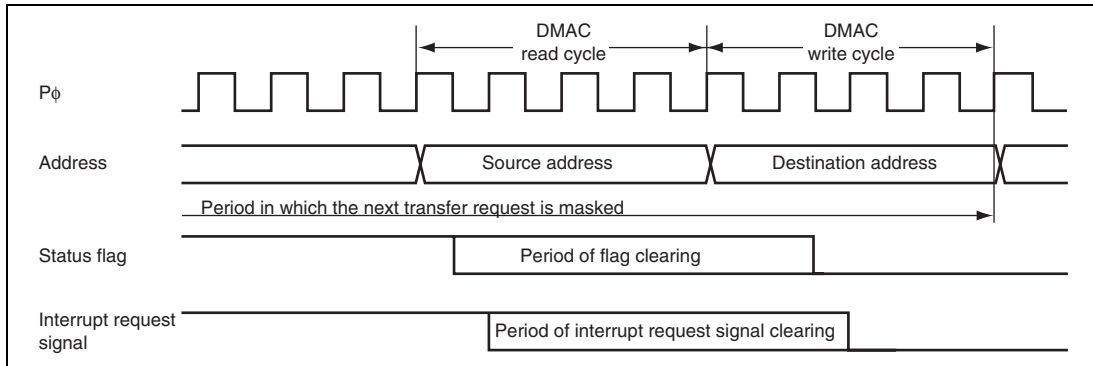 DMAC
read cycle
DMAC
write cycle
Pϕ
Address
Source address
Destination address
Period in which the next transfer request is masked
Status flag
Period of flag clearing
Interrupt request
signal
Period of interrupt request signal clearing